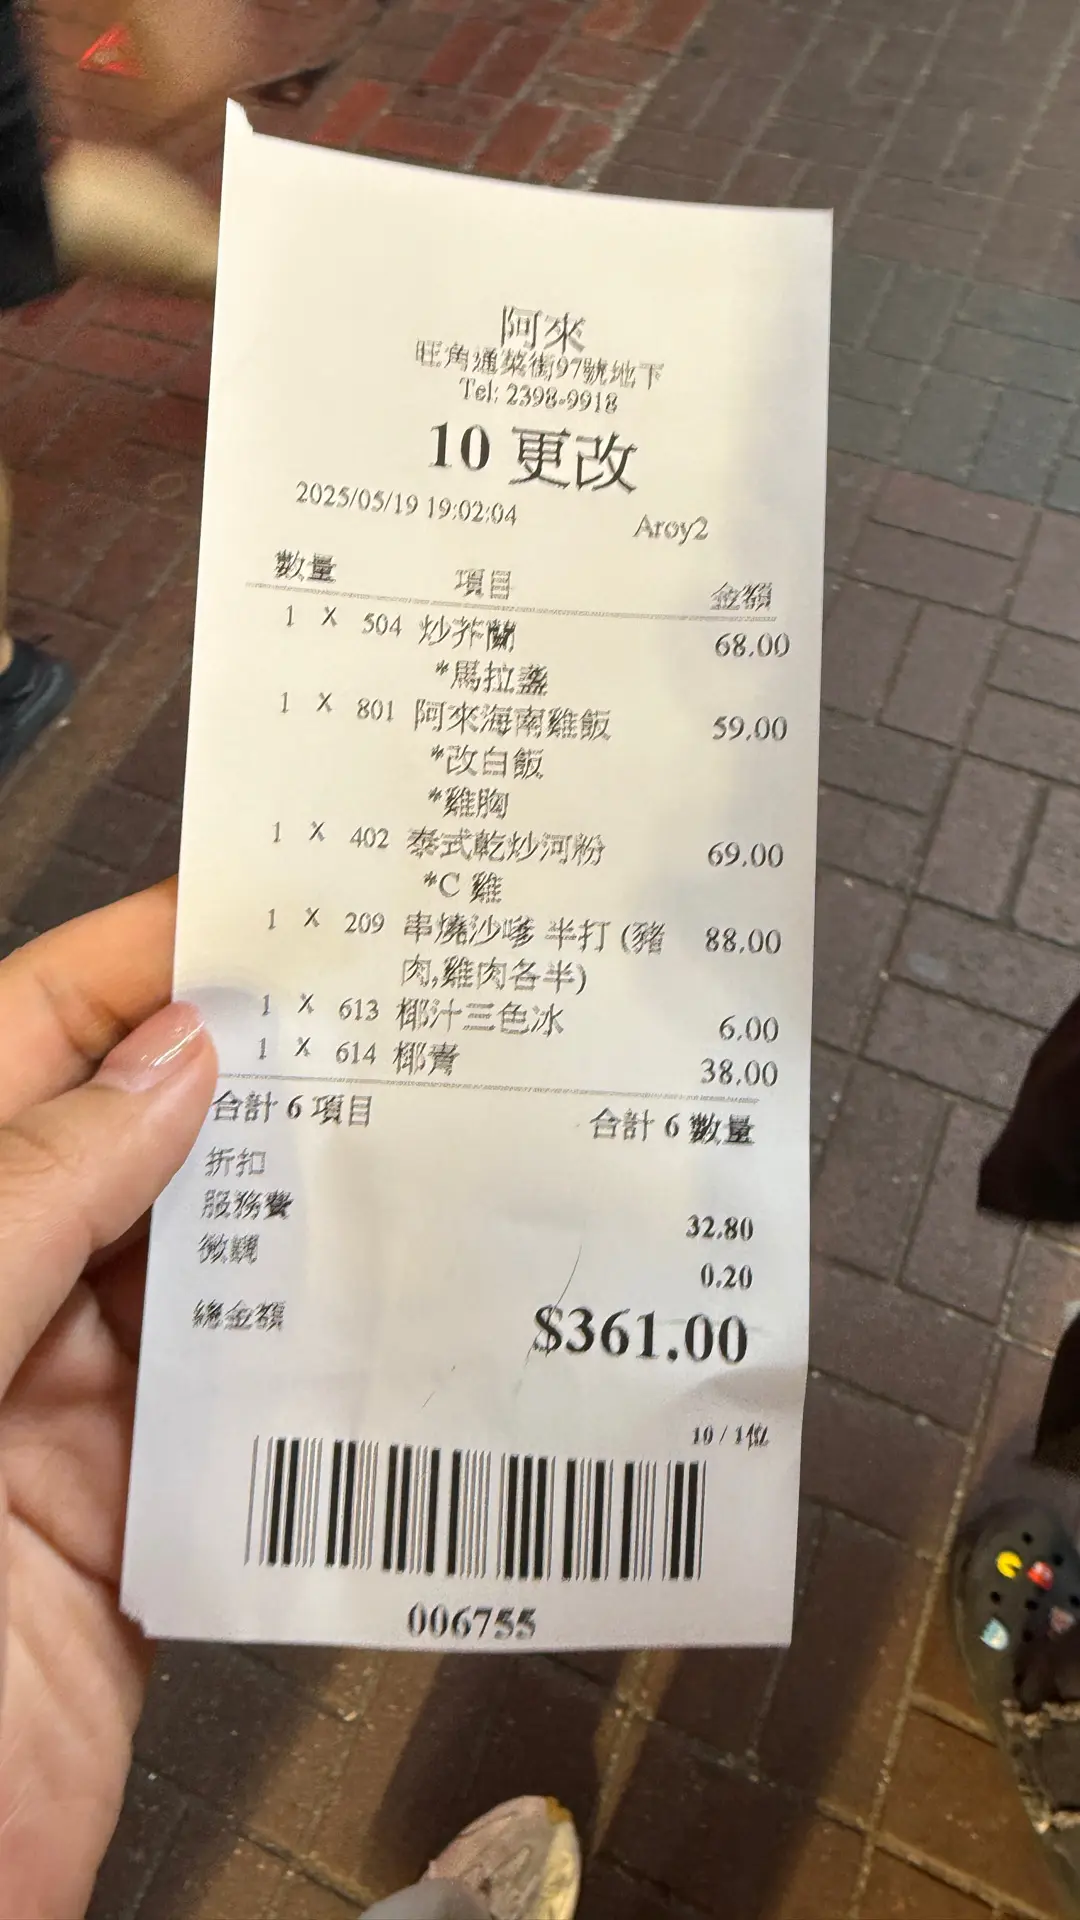 阿來
旺角通菜街97號地下
Tel: 2398-9918
10 更改
2025/05/19 19:02:04 Aroy2
數量 項目 金額
1 X 504 炒芥蘭 68.00
*馬拉盞
1 X 801 阿來海南雞飯 59.00
*改白飯
*雞胸
1 X 402 泰式乾炒河粉 69.00
*C 雞
1 X 209 串燒沙嗲 半打 (豬 88.00
肉,雞肉各半)
1 X 613 椰汁三色冰 6.00
1 X 614 椰青 38.00
合計 6 項目 合計 6 數量
折扣
服務費 32.80
微調 0.20
總金額 $361.00
10 / 1位
006755